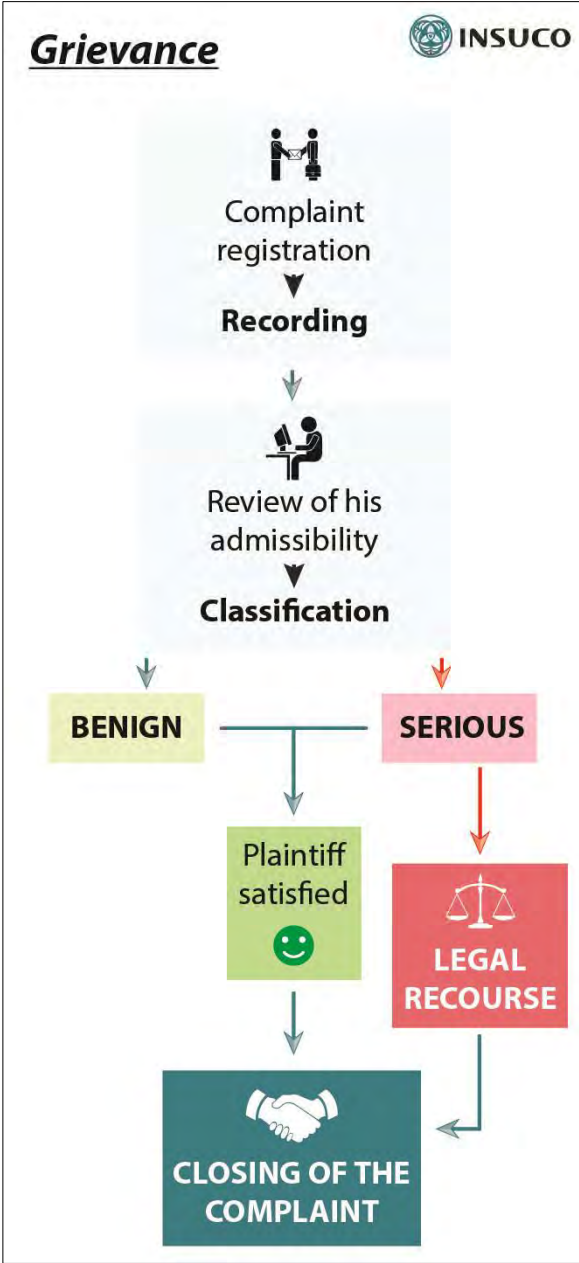 Grievance
INSUCO
Complaint
registration
Recording
Review of his
admissibility
Classification
BENIGN
SERIOUS
Plaintiff
satisfied
LEGAL
RECOURSE
CLOSING OF THE
COMPLAINT